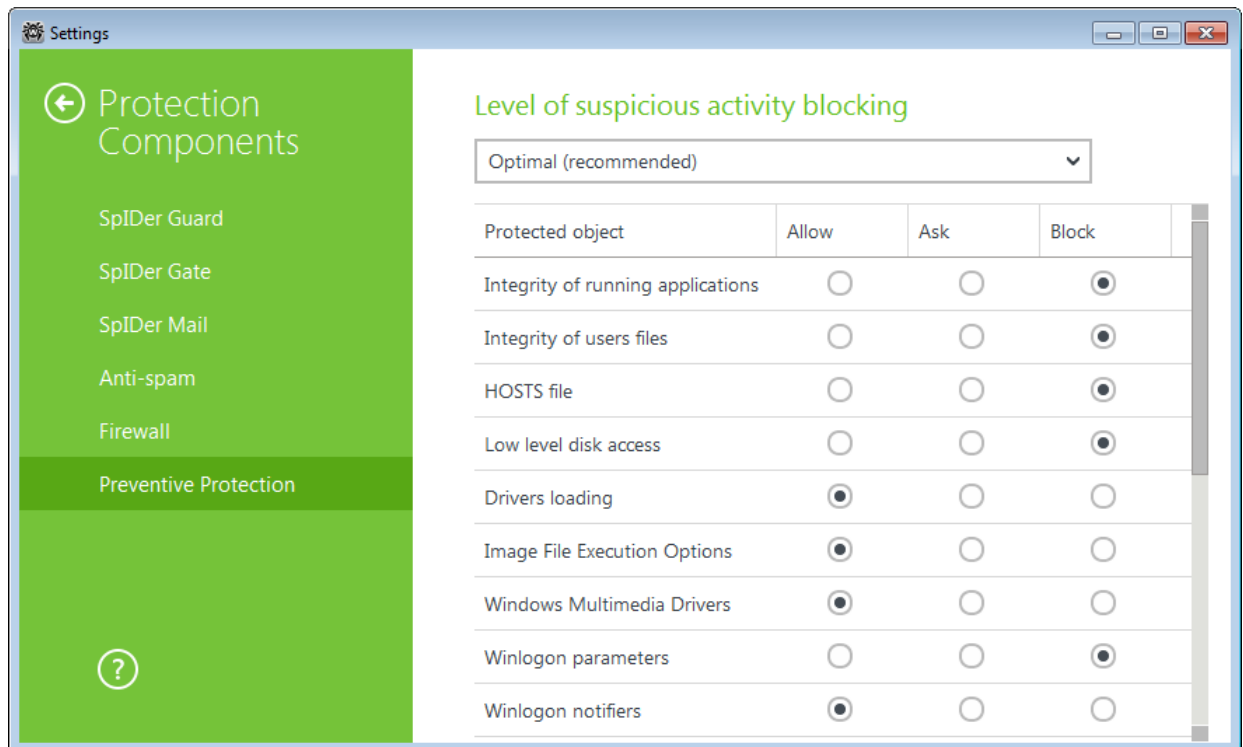 Settings
Protection
Components
SpIDer Guard
SpIDer Gate
SpIDer Mail
Anti-spam
Firewall
Preventive Protection
?
Level of suspicious activity blocking
Optimal (recommended)
Protected object Allow Ask Block
Integrity of running applications
Integrity of users files
HOSTS file
Low level disk access
Drivers loading
Image File Execution Options
Windows Multimedia Drivers
Winlogon parameters
Winlogon notifiers